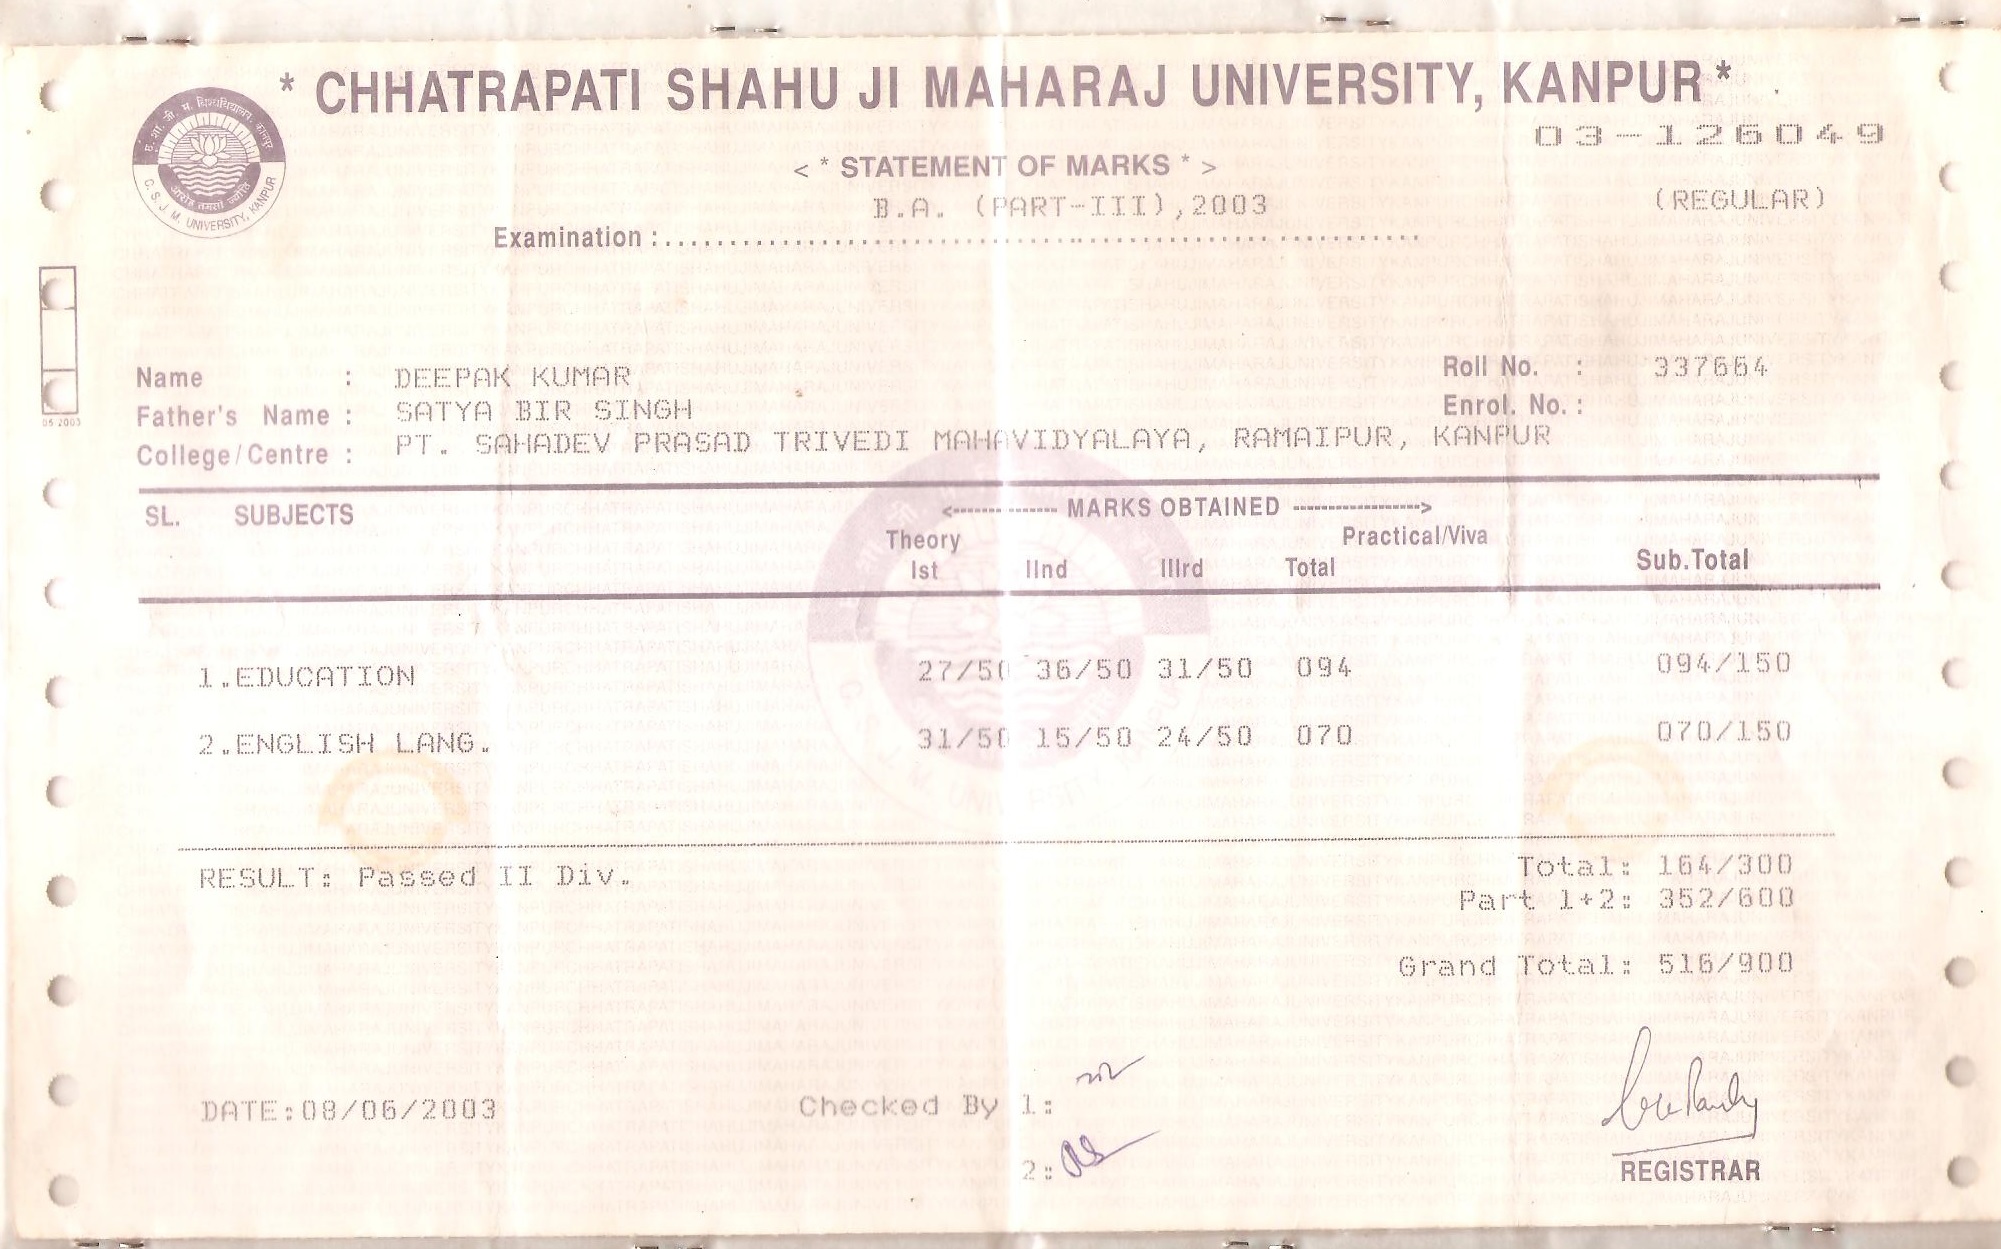 * CHHATRAPATI SHAHU JI MAHARAJ UNIVERSITY, KANPUR *
03-126049
< * STATEMENT OF MARKS * >
B.A. (PART-III),2003 (REGULAR)
Examination :
C. S. J. M. UNIVERSITY, KANPUR
Name : DEEPAK KUMAR Roll No. : 337664
Father's Name : SATYA BIR SINGH Enrol. No. :
College/Centre : PT. SAHADEV PRASAD TRIVEDI MAHAVIDYALAYA, RAMAIPUR, KANPUR
SL. SUBJECTS <--------------- MARKS OBTAINED ------------------>
Theory Practical/Viva
Ist IInd IIIrd Total Sub.Total
1.EDUCATION 27/50 36/50 31/50 094 094/150
2.ENGLISH LANG. 31/50 15/50 24/50 070 070/150
RESULT: Passed II Div. Total: 164/300
Part 1+2: 352/600
Grand Total: 516/900
DATE:08/06/2003 Checked By 1:
2:
REGISTRAR